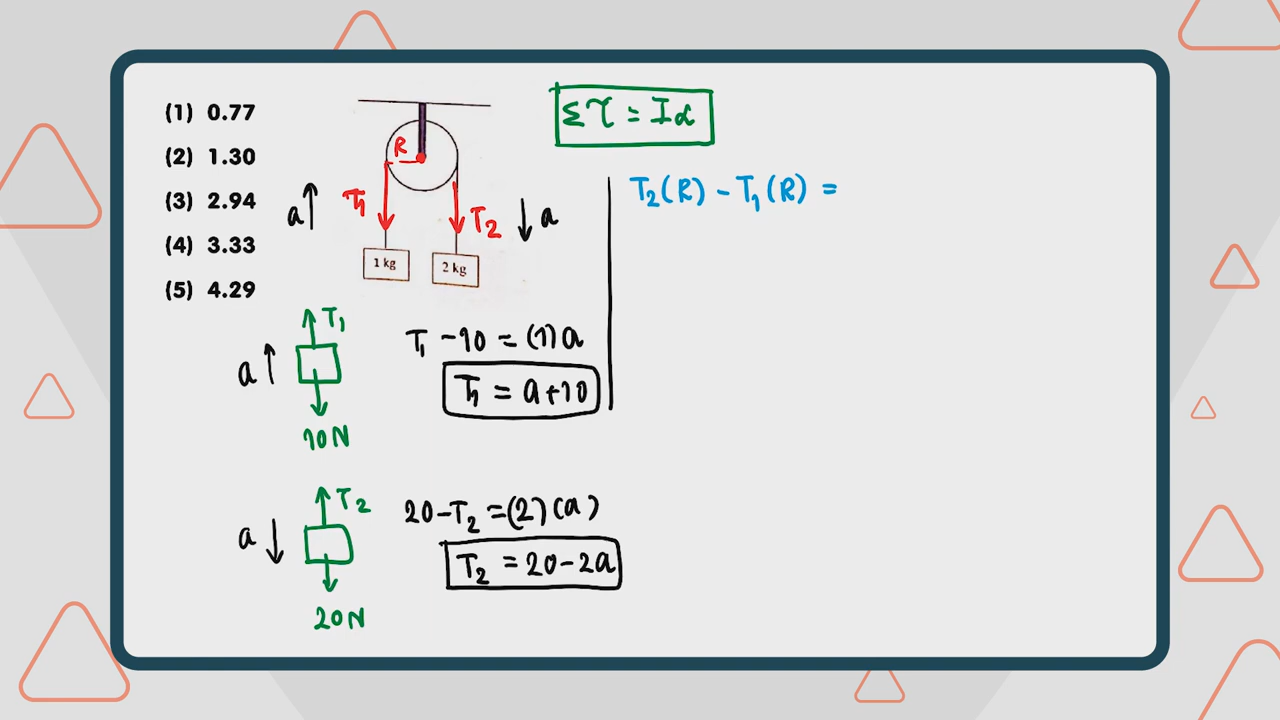 (1) 0.77
(2) 1.30
(3) 2.94
(4) 3.33
(5) 4.29
R
a
T₁
T₂
a
1 kg
2 kg
Στ = Iα
T₂(R) - T₁(R) =
T₁
a
10N
T₁ - 10 = (1)a
T₁ = a+10
T₂
a
20N
20-T₂ =(2)(a)
T₂ = 20-2a